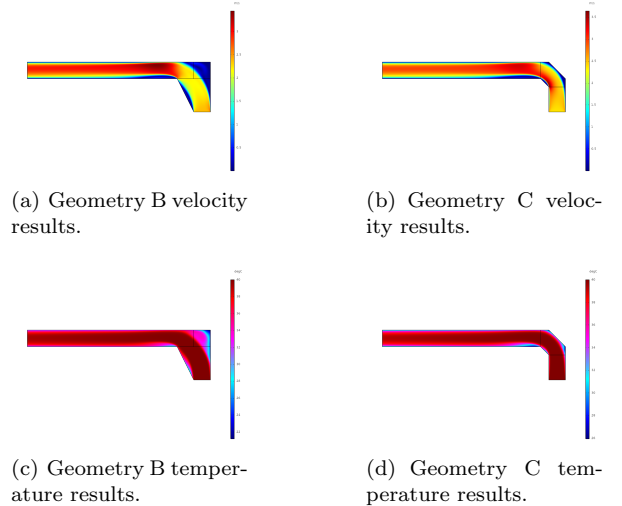 (a) Geometry B velocity
results.
(b) Geometry C veloc-
ity results.
(c) Geometry B temper-
ature results.
(d) Geometry C tem-
perature results.